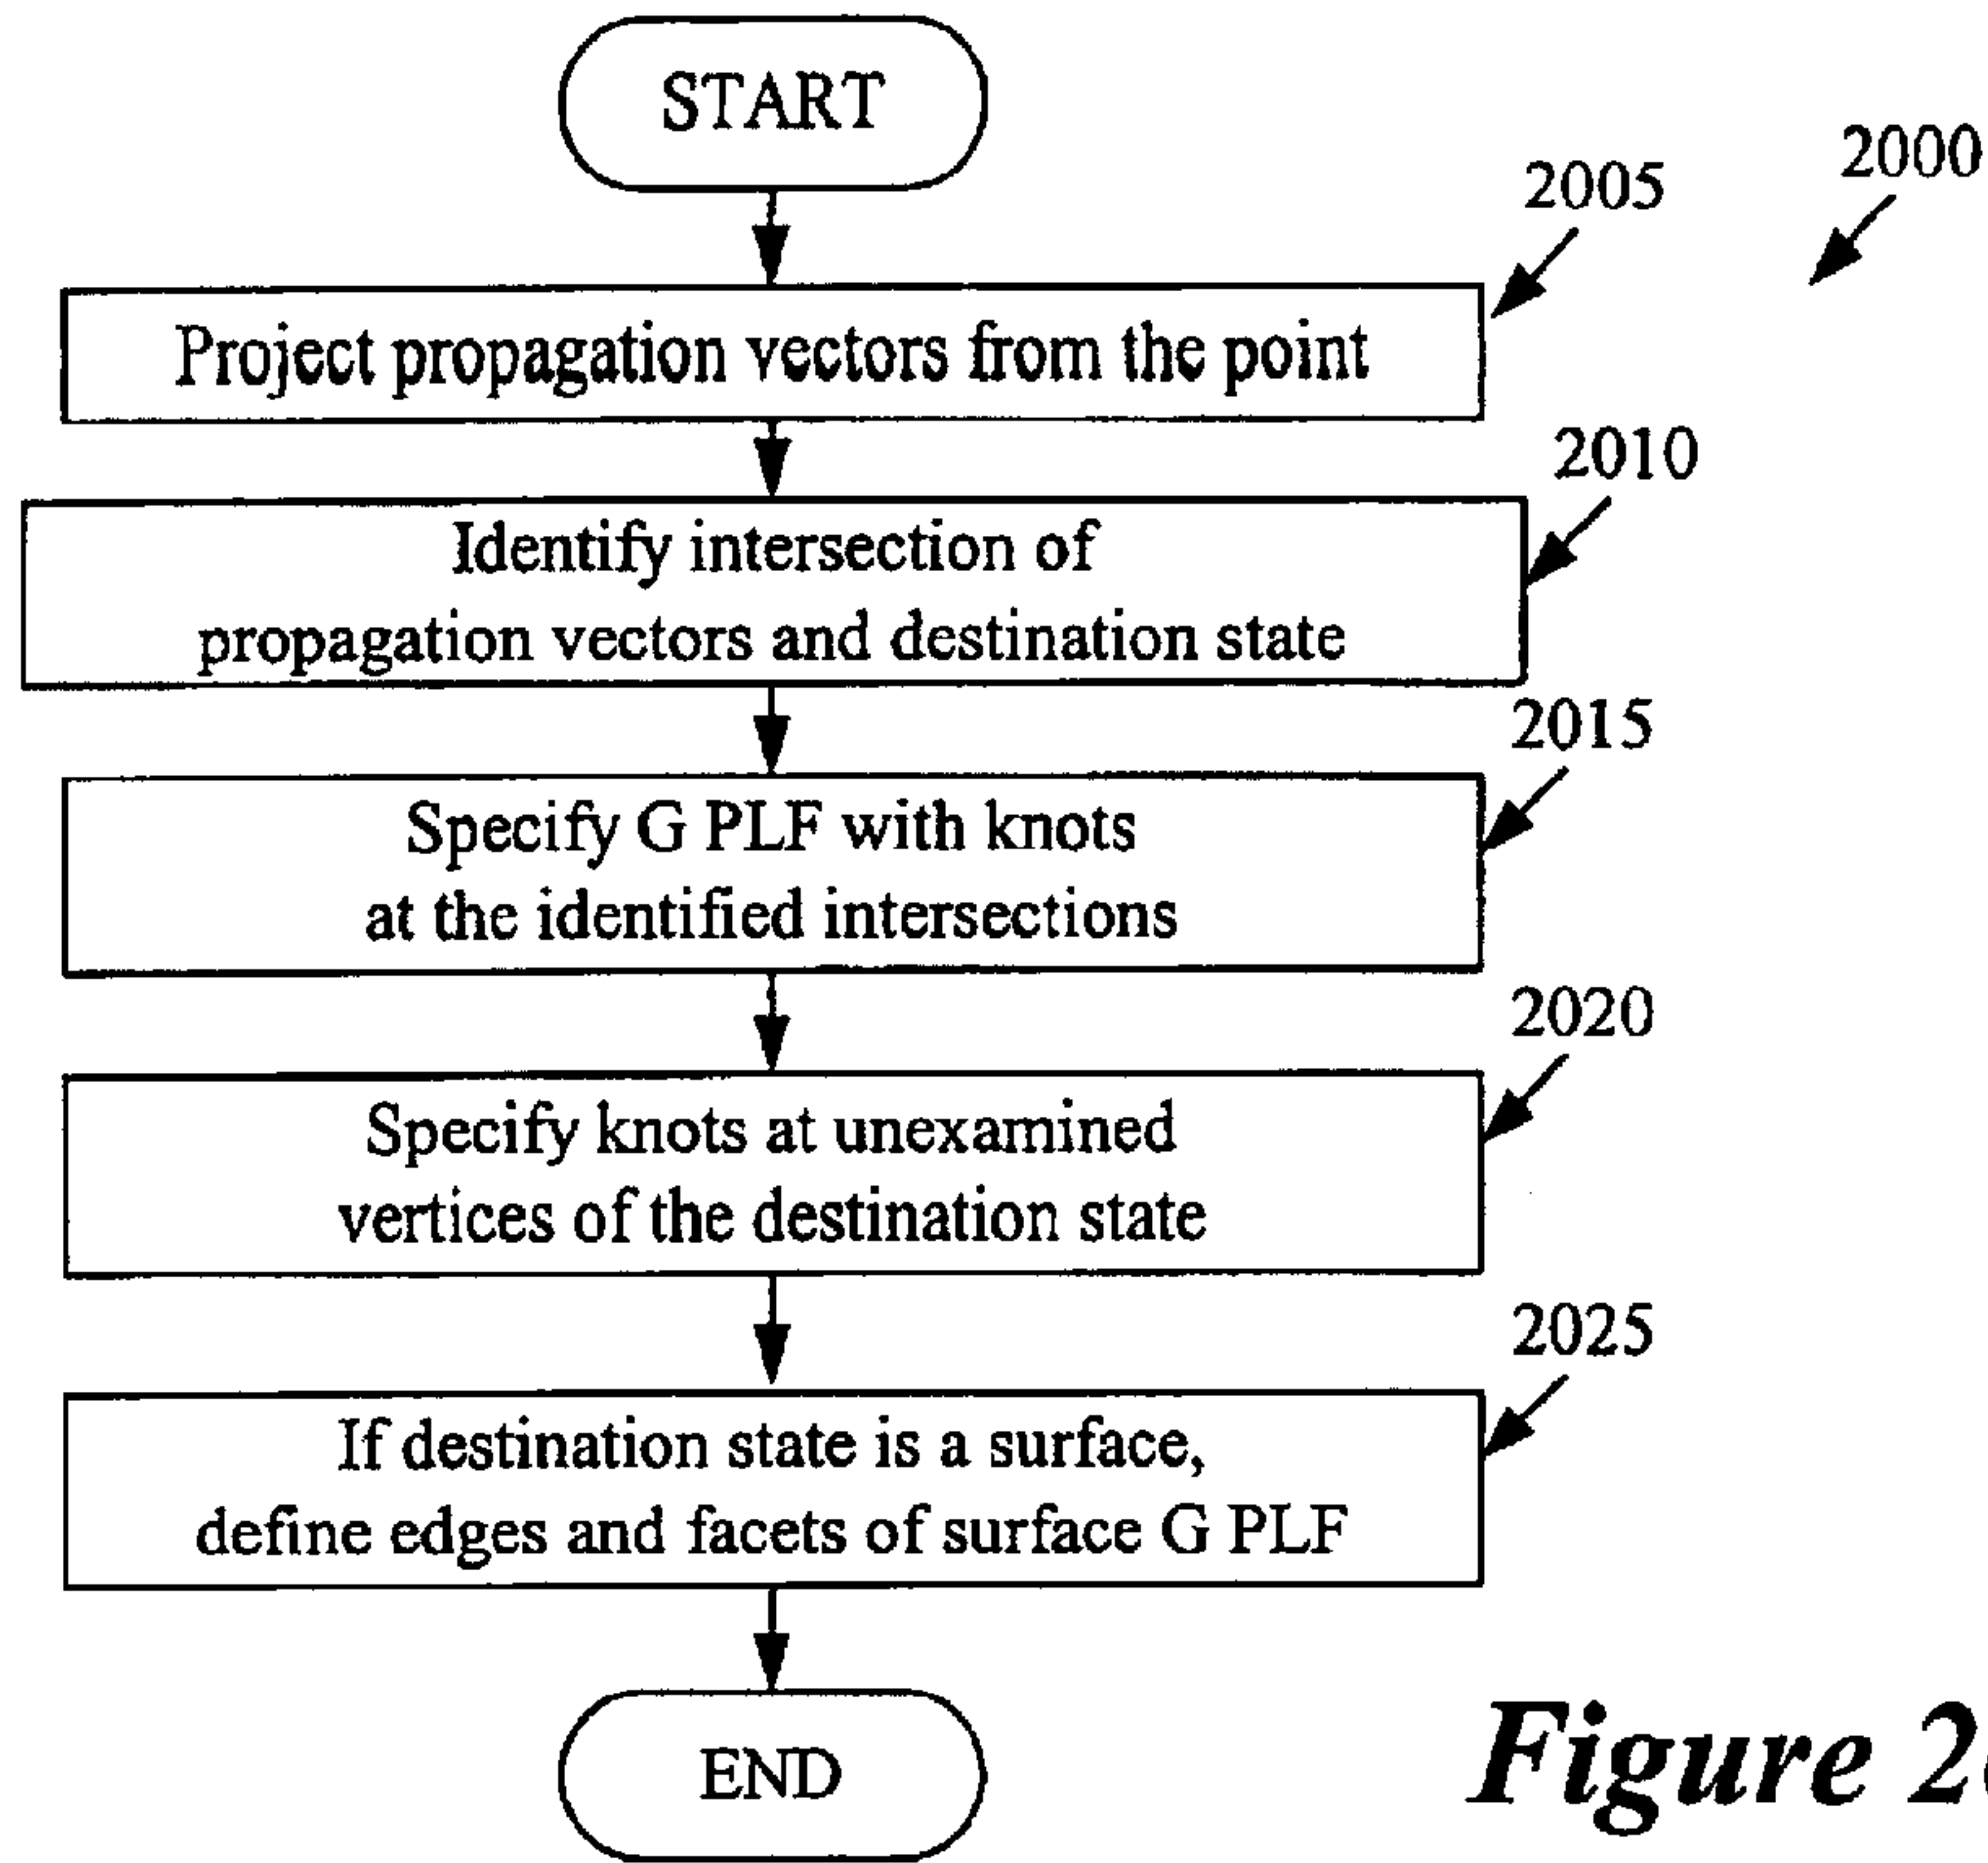 START
2000
2005
Project propagation vectors from the point
2010
Identify intersection of
propagation vectors and destination state
2015
Specify G PLF with knots
at the identified intersections
2020
Specify knots at unexamined
vertices of the destination state
2025
If destination state is a surface,
define edges and facets of surface G PLF
END
Figure